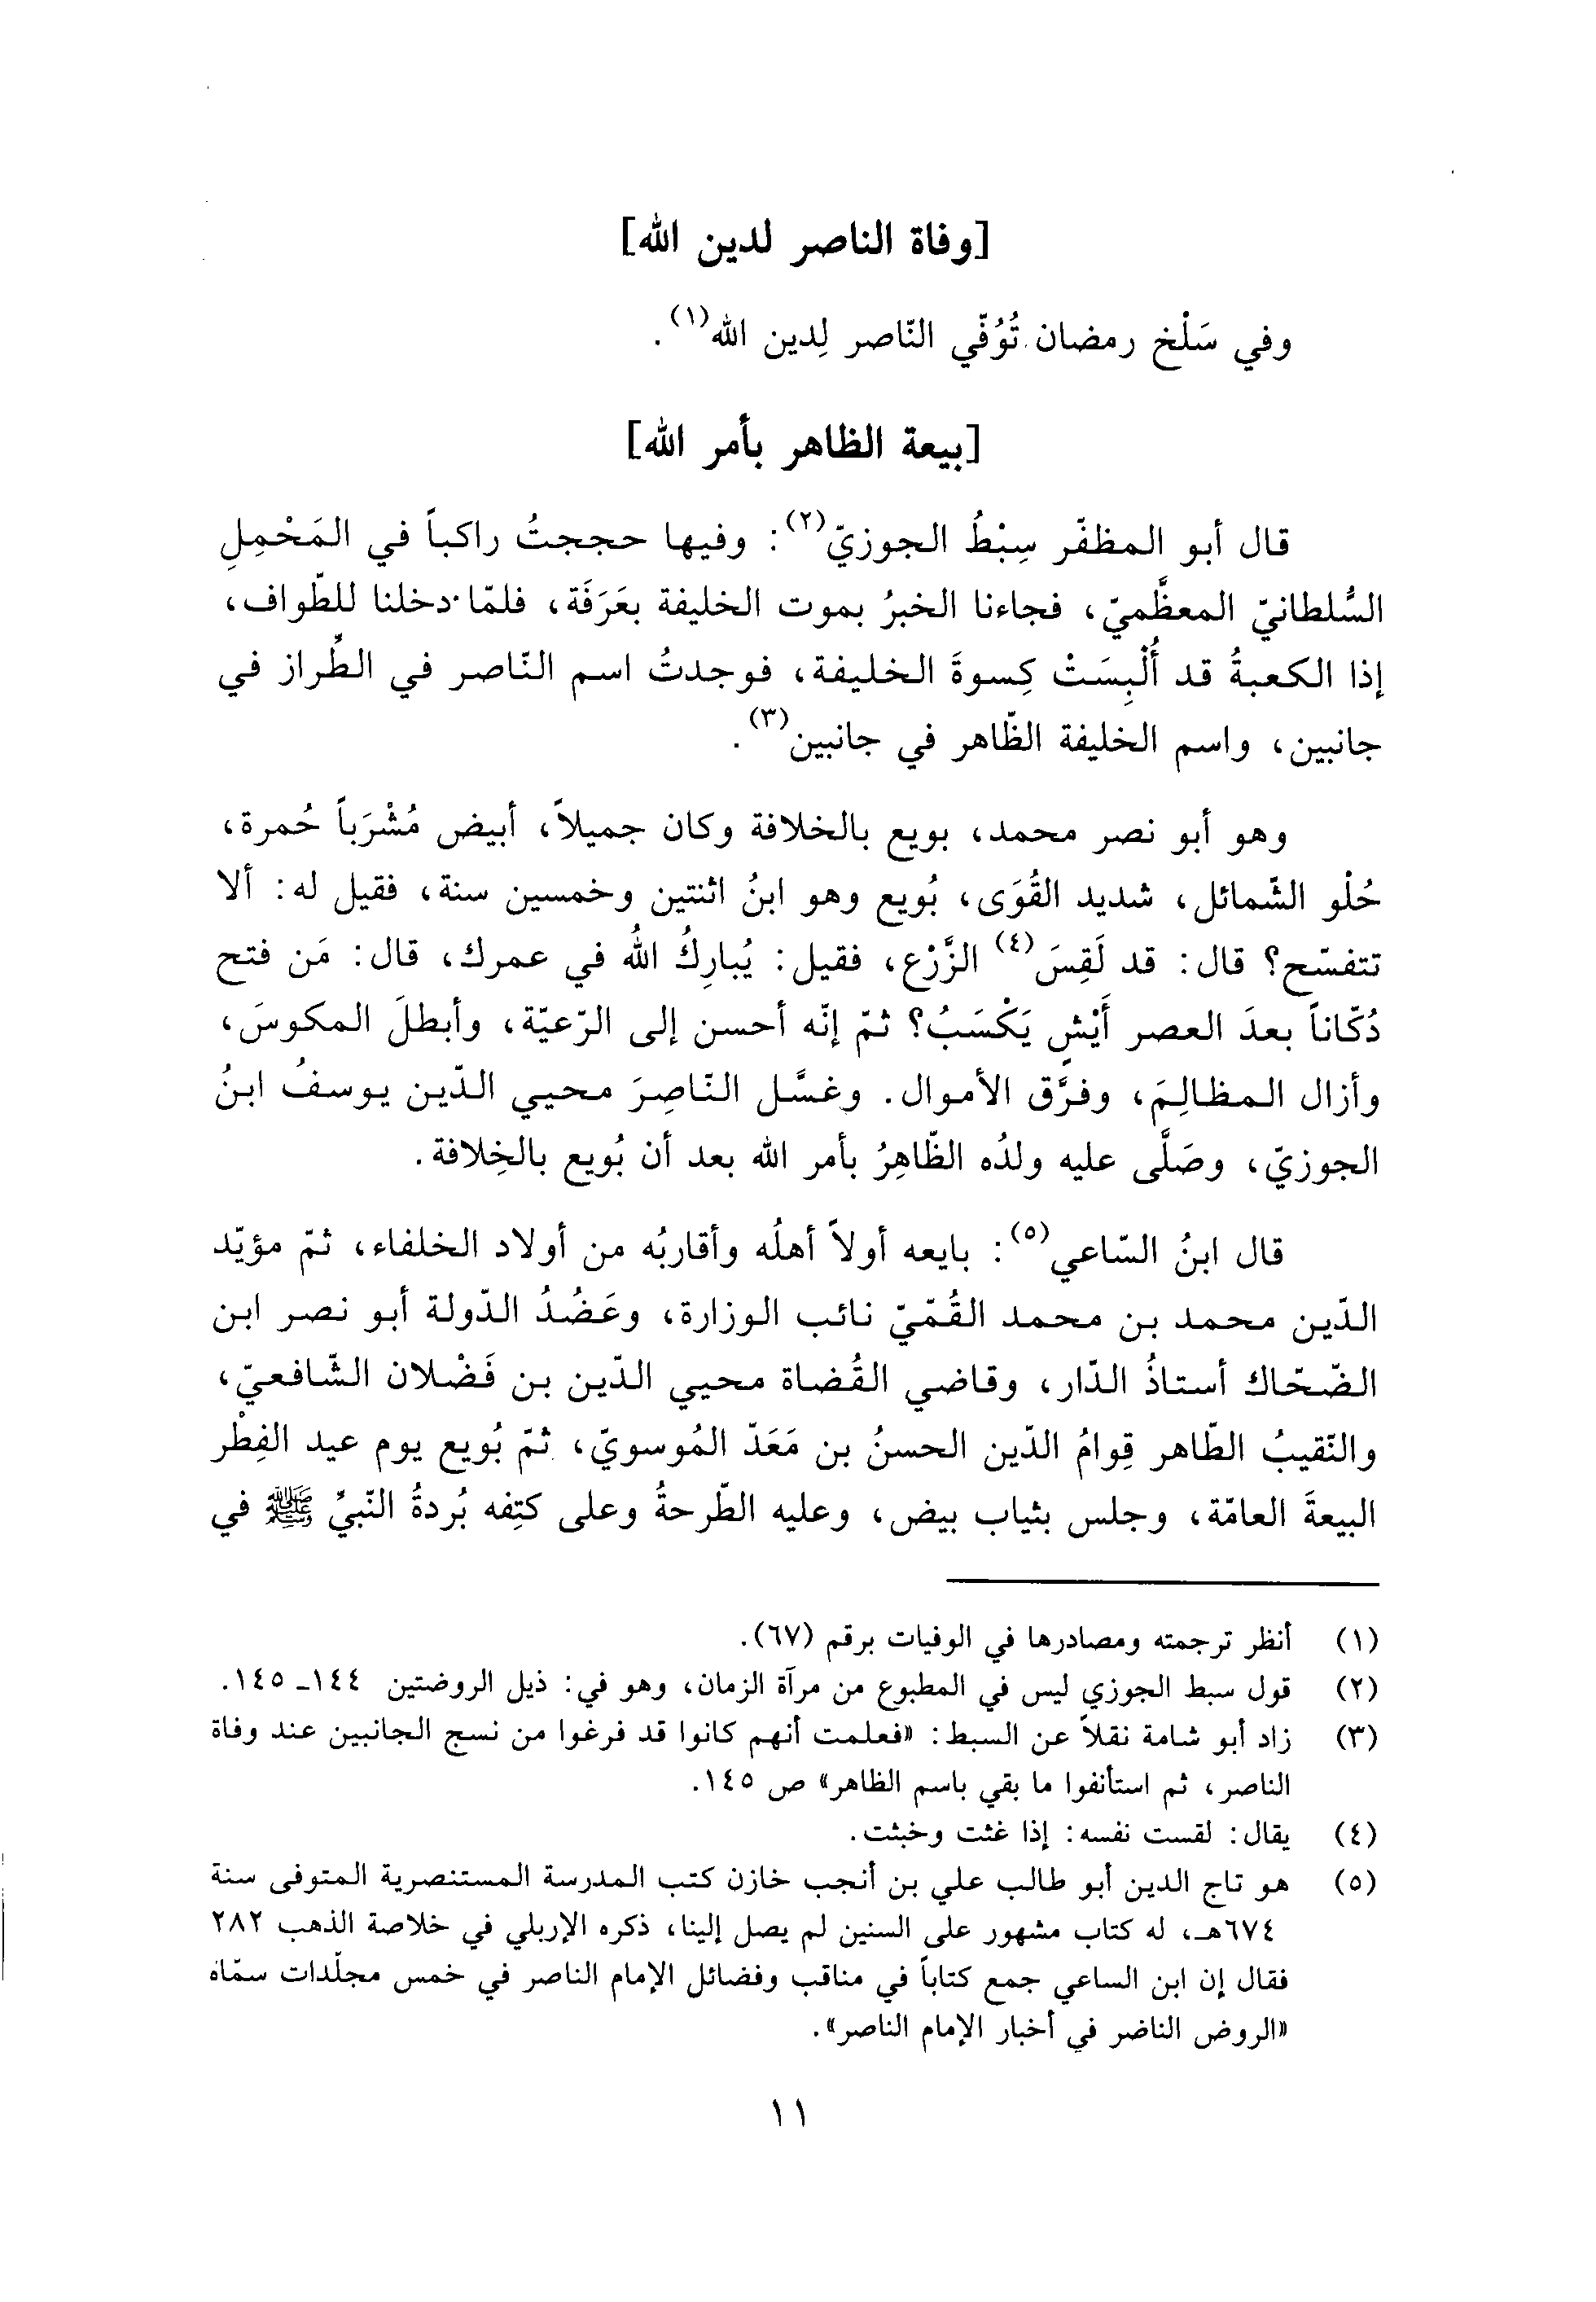 [وفاة الناصر لدين الله]
وفي سَلْخ رمضان تُوُفّي النّاصر لِدين الله(١).
[بيعة الظاهر بأمر الله]
قال أبو المظفّر سِبْطُ الجوزيّ(٢): وفيها حججتُ راكباً في المَحْمِلِ
السُّلطانيّ المعظَّميّ، فجاءنا الخبرُ بموت الخليفة بعَرَفَة، فلمّا دخلنا للطّواف،
إذا الكعبةُ قد أُلْبِسَتْ كِسوةَ الخليفة، فوجدتُ اسم النّاصر في الطِّراز في
جانبين، واسم الخليفة الظّاهر في جانبين(٣).
وهو أبو نصر محمد، بويع بالخلافة وكان جميلاً، أبيض مُشْرَباً حُمرة،
حُلْو الشّمائل، شديد القُوَى، بُويع وهو ابنُ اثنتين وخمسين سنة، فقيل له: ألا
تتفسّح؟ قال: قد لَقِسَ(٤) الزَّرْع، فقيل: يُبارِكُ اللهُ في عمرك، قال: مَن فتح
دُكّاناً بعدَ العصر أَيْشٍ يَكْسَبُ؟ ثمّ إنّه أحسن إلى الرّعيّة، وأبطلَ المكوسَ،
وأزال المظالِمَ، وفرَّق الأموال. وغسَّل النّاصِرَ محيي الدّين يوسفُ ابنُ
الجوزيّ، وصَلَّى عليه ولدُه الظّاهِرُ بأمر الله بعد أن بُويع بالخِلافة.
قال ابنُ السّاعي(٥): بايعه أولاً أهلُه وأقاربُه من أولاد الخلفاء، ثمّ مؤيّد
الدّين محمد بن محمد القُمّيّ نائب الوزارة، وعَضُدُ الدّولة أبو نصر ابن
الضّحّاك أستاذُ الدّار، وقاضي القُضاة محيي الدّين بن فَضْلان الشّافعيّ،
والنّقيبُ الطّاهر قِوامُ الدّين الحسنُ بن مَعَدّ المُوسويّ، ثمّ بُويع يوم عيد الفِطْر
البيعةَ العامّة، وجلس بثياب بيض، وعليه الطّرحةُ وعلى كتِفه بُردةُ النّبيّ ﷺ في
(١) أنظر ترجمته ومصادرها في الوفيات برقم (٦٧).
(٢) قول سبط الجوزي ليس في المطبوع من مرآة الزمان، وهو في: ذيل الروضتين ١٤٤ـ ١٤٥.
(٣) زاد أبو شامة نقلاً عن السبط: «فعلمت أنهم كانوا قد فرغوا من نسج الجانبين عند وفاة
الناصر، ثم استأنفوا ما بقي باسم الظاهر» ص ١٤٥.
(٤) يقال: لقست نفسه: إذا غثت وخبثت.
(٥) هو تاج الدين أبو طالب علي بن أنجب خازن كتب المدرسة المستنصرية المتوفى سنة
٦٧٤هـ، له كتاب مشهور على السنين لم يصل إلينا، ذكره الإربلي في خلاصة الذهب ٢٨٢
فقال إن ابن الساعي جمع كتاباً في مناقب وفضائل الإمام الناصر في خمس مجلّدات سمّاه
«الروض الناضر في أخبار الإمام الناصر».
١١